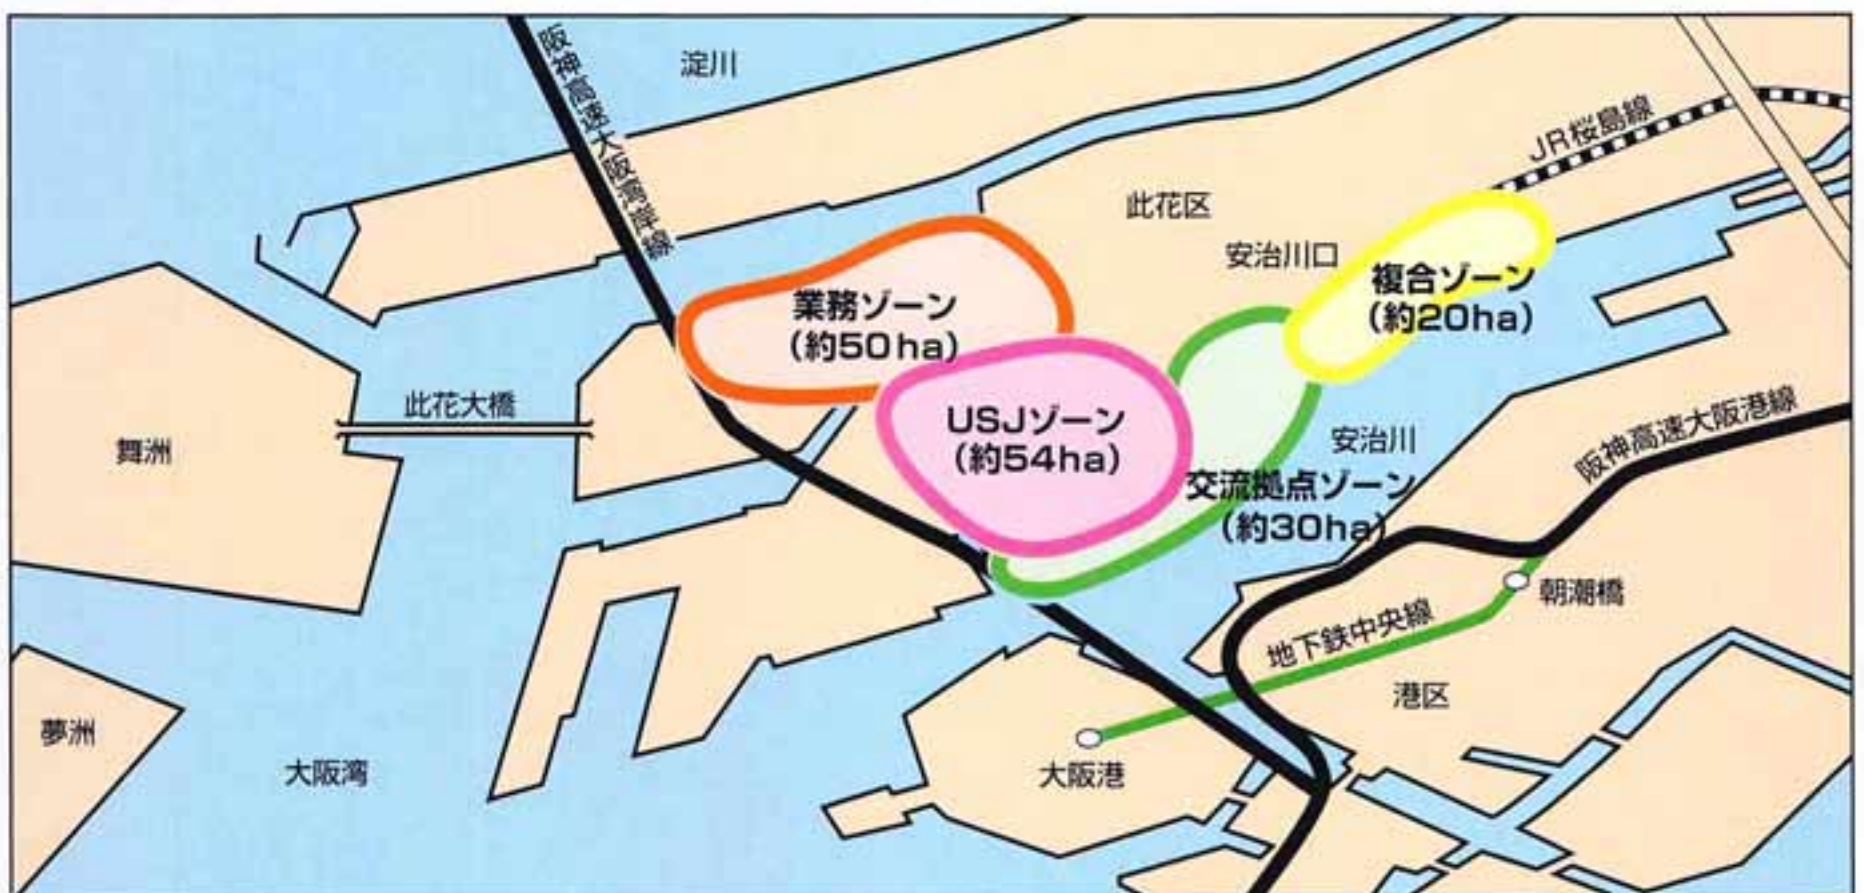 淀川
阪神高速大阪湾岸線
JR桜島線
此花区
安治川口
複合ゾーン
(約20ha)
業務ゾーン
(約50ha)
此花大橋
舞洲
USJゾーン
(約54ha)
安治川
阪神高速大阪港線
交流拠点ゾーン
(約30ha)
朝潮橋
地下鉄中央線
港区
夢洲
大阪湾
大阪港